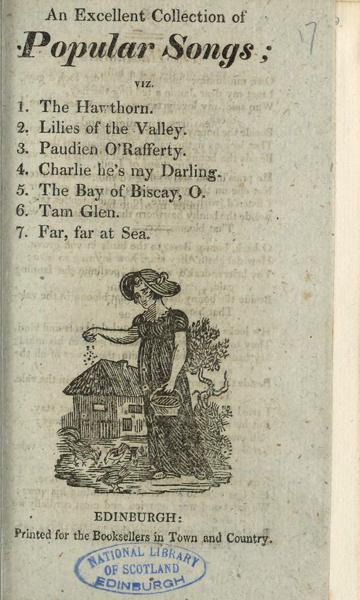 An Excellent Collection of
Popular Songs;
VIZ.
1. The Hawthorn.
2. Lilies of the Valley.
3. Paudien O'Rafferty.
4. Charlie he's my Darling.
5. The Bay of Biscay, O.
6. Tam Glen.
7. Far, far at Sea.
17
EDINBURGH:
Printed for the Booksellers in Town and Country.
NATIONAL LIBRARY
OF SCOTLAND
EDINBURGH